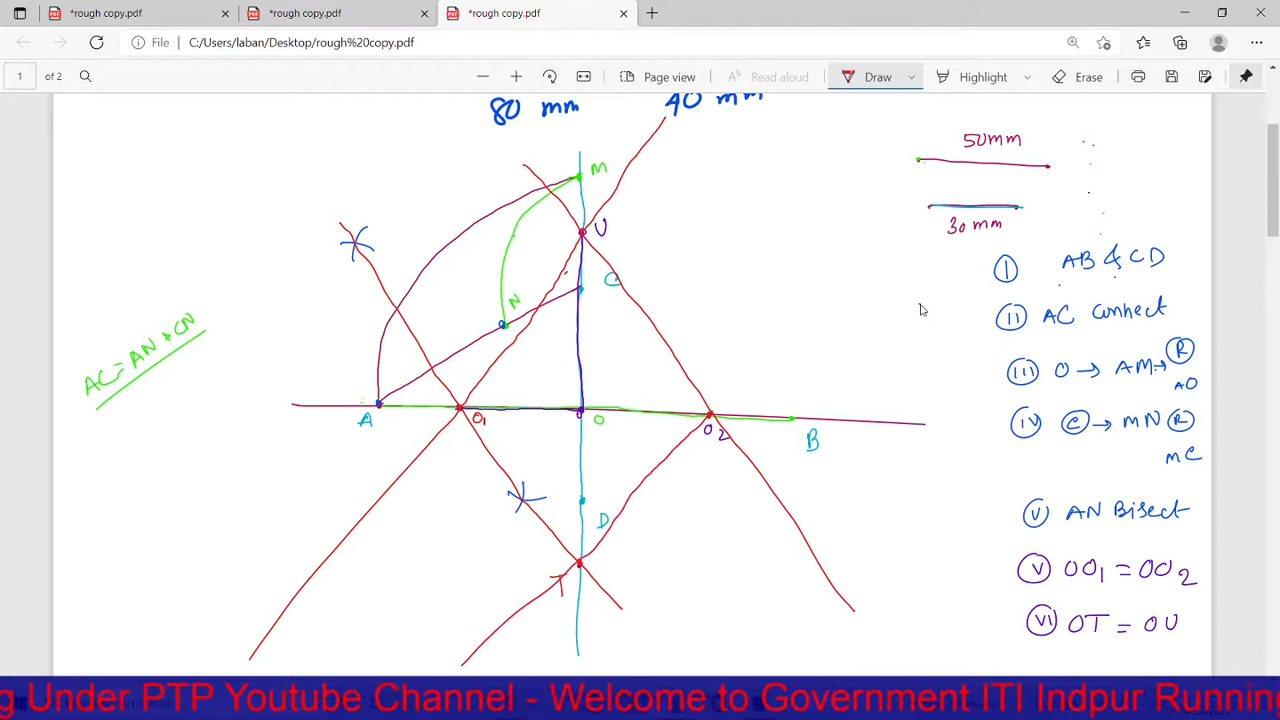 *rough copy.pdf
*rough copy.pdf
*rough copy.pdf
File
C:/Users/laban/Desktop/rough%20copy.pdf
1
of 2
Page view
Read aloud
Draw
Highlight
Erase
80 mm
40 mm
50mm
30 mm
M
U
C
N
AC = AN + CN
A
O1
O
O2
B
D
T
I AB & CD
II AC Connect
III O → AM → R
AO
IV C → MN R
MC
V AN Bisect
V OO1 = OO2
VI OT = OU
g Under PTP Youtube Channel - Welcome to Government ITI Indpur Runnin